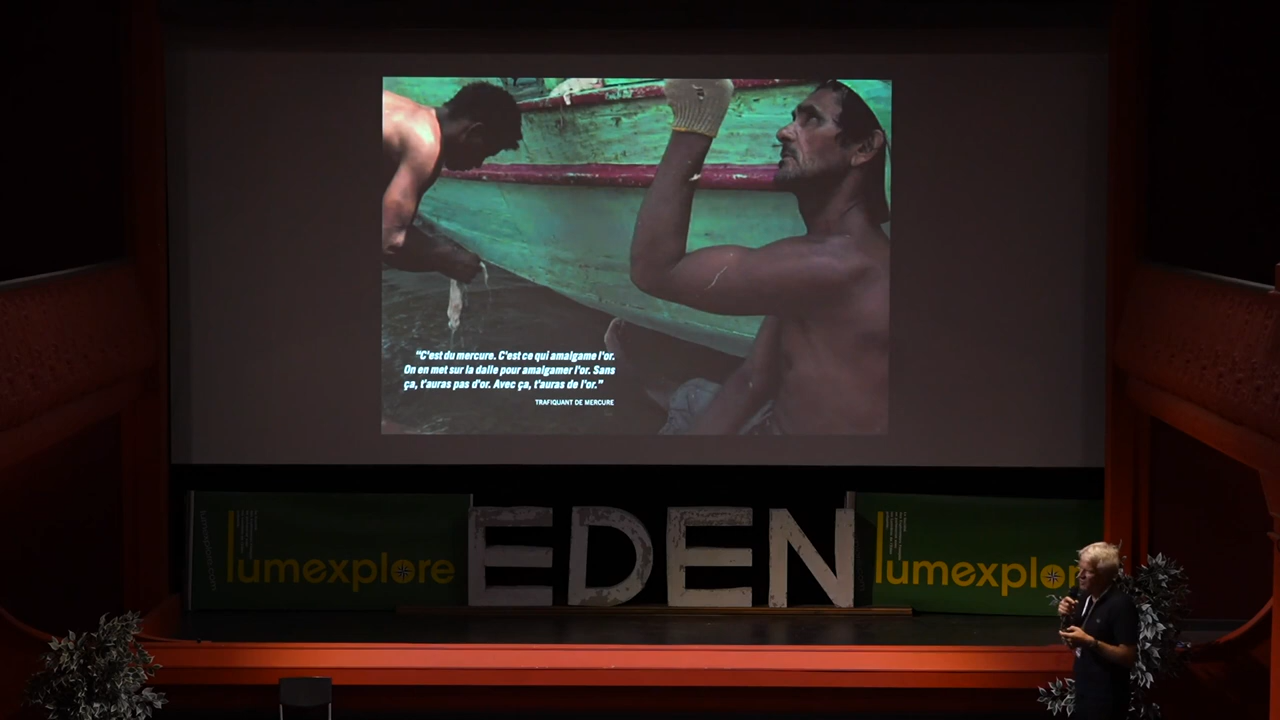 "C'est du mercure. C'est ce qui amalgame l'or.
On en met sur la dalle pour amalgamer l'or. Sans
ça, t'auras pas d'or. Avec ça, t'auras de l'or."
TRAFIQUANT DE MERCURE
lumexplore
EDEN
lumexplor